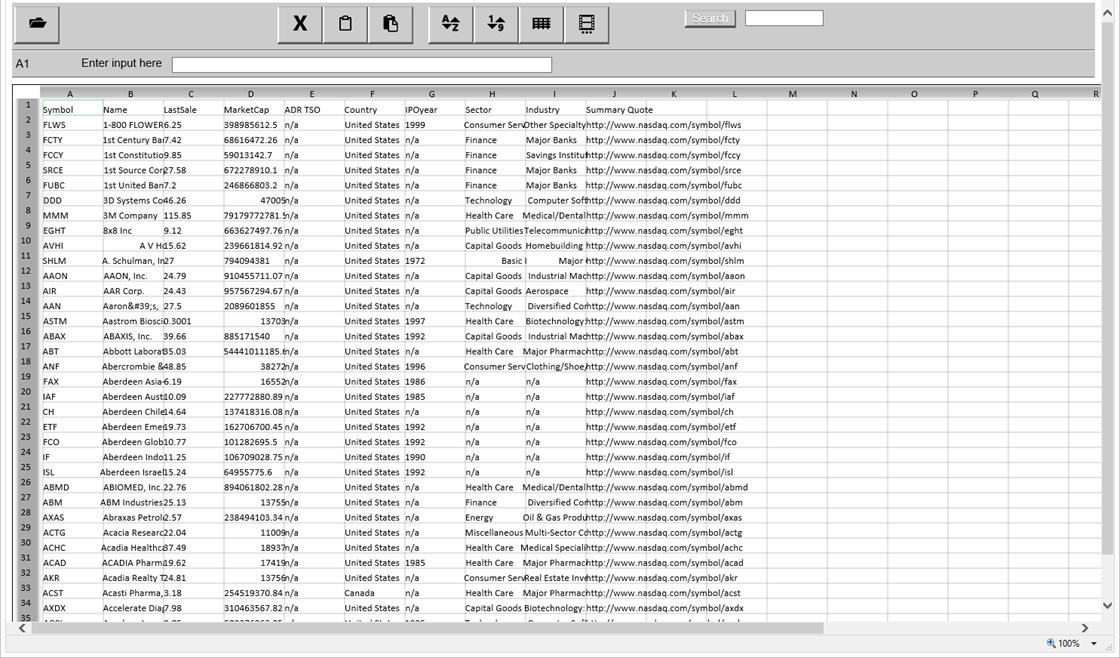 X A Z 1 9 Search
A1 Enter input here
A B C D E F G H I J K L M N O P Q R
1 Symbol Name LastSale MarketCap ADR TSO Country IPOyear Sector Industry Summary Quote
2 FLWS 1-800 FLOWER 6.25 398985612.5 n/a United States 1999 Consumer Serv Other Specialty http://www.nasdaq.com/symbol/flws
3 FCTY 1st Century Ba 7.42 68616472.26 n/a United States n/a Finance Major Banks http://www.nasdaq.com/symbol/fcty
4 FCCY 1st Constitutio 9.85 59013142.7 n/a United States n/a Finance Savings Institut http://www.nasdaq.com/symbol/fccy
5 SRCE 1st Source Cor 27.58 672278910.1 n/a United States n/a Finance Major Banks http://www.nasdaq.com/symbol/srce
6 FUBC 1st United Ban 7.2 246866803.2 n/a United States n/a Finance Major Banks http://www.nasdaq.com/symbol/fubc
7 DDD 3D Systems Co 46.26 47005 n/a United States n/a Technology Computer Soft http://www.nasdaq.com/symbol/ddd
8 MMM 3M Company 115.85 79179772781. n/a United States n/a Health Care Medical/Dental http://www.nasdaq.com/symbol/mmm
9 EGHT 8x8 Inc 9.12 663627497.76 n/a United States n/a Public Utilities Telecommunic http://www.nasdaq.com/symbol/eght
10 AVHI A V H 15.62 239661814.92 n/a United States n/a Capital Goods Homebuilding http://www.nasdaq.com/symbol/avhi
11 SHLM A. Schulman, In 27 794094381 n/a United States 1972 Basic I Major http://www.nasdaq.com/symbol/shlm
12 AAON AAON, Inc. 24.79 910455711.07 n/a United States n/a Capital Goods Industrial Mac http://www.nasdaq.com/symbol/aaon
13 AIR AAR Corp. 24.43 957567294.67 n/a United States n/a Capital Goods Aerospace http://www.nasdaq.com/symbol/air
14 AAN Aaron&#39;s, 27.5 2089601855 n/a United States n/a Technology Diversified Co http://www.nasdaq.com/symbol/aan
15 ASTM Aastrom Biosci 0.3001 13703 n/a United States 1997 Health Care Biotechnology: http://www.nasdaq.com/symbol/astm
16 ABAX ABAXIS, Inc. 39.66 885171540 n/a United States 1992 Capital Goods Industrial Mac http://www.nasdaq.com/symbol/abax
17 ABT Abbott Laborat 35.03 54441011185. n/a United States n/a Health Care Major Pharmac http://www.nasdaq.com/symbol/abt
18 ANF Abercrombie & 48.85 38272 n/a United States 1996 Consumer Serv Clothing/Shoe/ http://www.nasdaq.com/symbol/anf
19 FAX Aberdeen Asia- 6.19 16552 n/a United States 1986 n/a n/a http://www.nasdaq.com/symbol/fax
20 IAF Aberdeen Aust 10.09 227772880.89 n/a United States 1985 n/a n/a http://www.nasdaq.com/symbol/iaf
21 CH Aberdeen Chile 14.64 137418316.08 n/a United States n/a n/a n/a http://www.nasdaq.com/symbol/ch
22 ETF Aberdeen Eme 19.73 162706700.45 n/a United States 1992 n/a n/a http://www.nasdaq.com/symbol/etf
23 FCO Aberdeen Glob 10.77 101282695.5 n/a United States 1992 n/a n/a http://www.nasdaq.com/symbol/fco
24 IF Aberdeen Indo 11.25 106709028.75 n/a United States 1990 n/a n/a http://www.nasdaq.com/symbol/if
25 ISL Aberdeen Israel 15.24 64955775.6 n/a United States 1992 n/a n/a http://www.nasdaq.com/symbol/isl
26 ABMD ABIOMED, Inc. 22.76 894061802.28 n/a United States n/a Health Care Medical/Dental http://www.nasdaq.com/symbol/abmd
27 ABM ABM Industries 25.13 13755 n/a United States n/a Finance Diversified Co http://www.nasdaq.com/symbol/abm
28 AXAS Abraxas Petrol 2.57 238494103.34 n/a United States n/a Energy Oil & Gas Produ http://www.nasdaq.com/symbol/axas
29 ACTG Acacia Researc 22.04 11009 n/a United States n/a Miscellaneous Multi-Sector Co http://www.nasdaq.com/symbol/actg
30 ACHC Acadia Healthc 37.49 18937 n/a United States n/a Health Care Medical Speciali http://www.nasdaq.com/symbol/achc
31 ACAD ACADIA Pharm 19.62 17419 n/a United States 1985 Health Care Major Pharmac http://www.nasdaq.com/symbol/acad
32 AKR Acadia Realty T 24.81 13756 n/a United States n/a Consumer Serv Real Estate Inve http://www.nasdaq.com/symbol/akr
33 ACST Acasti Pharma, 3.18 254519370.84 n/a Canada n/a Health Care Major Pharmac http://www.nasdaq.com/symbol/acst
34 AXDX Accelerate Diag 7.98 310463567.82 n/a United States n/a Capital Goods Biotechnology: http://www.nasdaq.com/symbol/axdx
35
100%